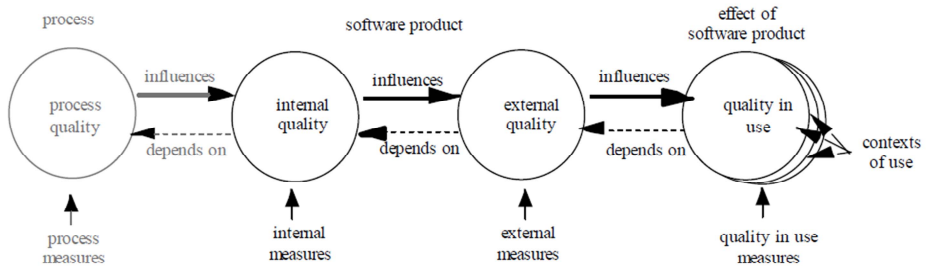 process
software product
effect of
software product
influences
influences
influences
process
quality
internal
quality
external
quality
quality in
use
depends on
depends on
depends on
contexts
of use
process
measures
internal
measures
external
measures
quality in use
measures